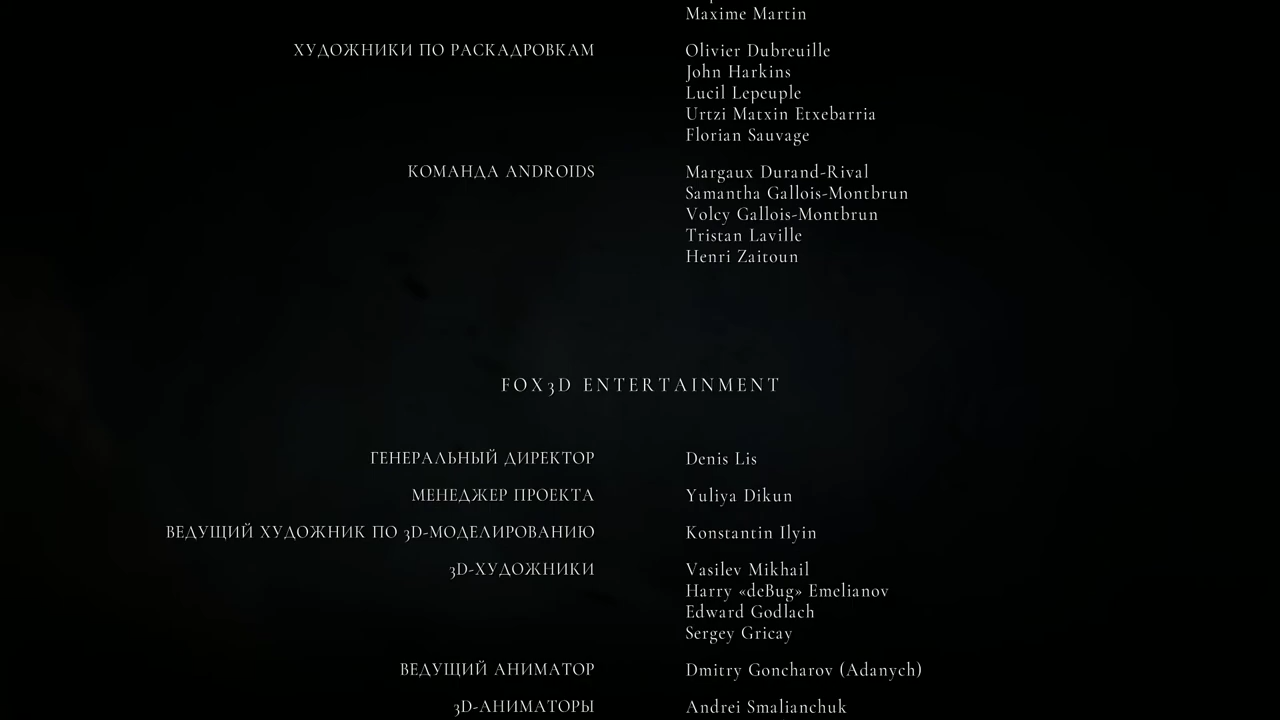 Maxime Martin
ХУДОЖНИКИ ПО РАСКАДРОВКАМ Olivier Dubreuille
John Harkins
Lucil Lepeuple
Urtzi Matxin Etxebarria
Florian Sauvage
КОМАНДА ANDROIDS Margaux Durand-Rival
Samantha Gallois-Montbrun
Volcy Gallois-Montbrun
Tristan Laville
Henri Zaitoun
FOX3D ENTERTAINMENT
ГЕНЕРАЛЬНЫЙ ДИРЕКТОР Denis Lis
МЕНЕДЖЕР ПРОЕКТА Yuliya Dikun
ВЕДУЩИЙ ХУДОЖНИК ПО 3D-МОДЕЛИРОВАНИЮ Konstantin Ilyin
3D-ХУДОЖНИКИ Vasilev Mikhail
Harry «deBug» Emelianov
Edward Godlach
Sergey Gricay
ВЕДУЩИЙ АНИМАТОР Dmitry Goncharov (Adanych)
3D-АНИМАТОРЫ Andrei Smalianchuk